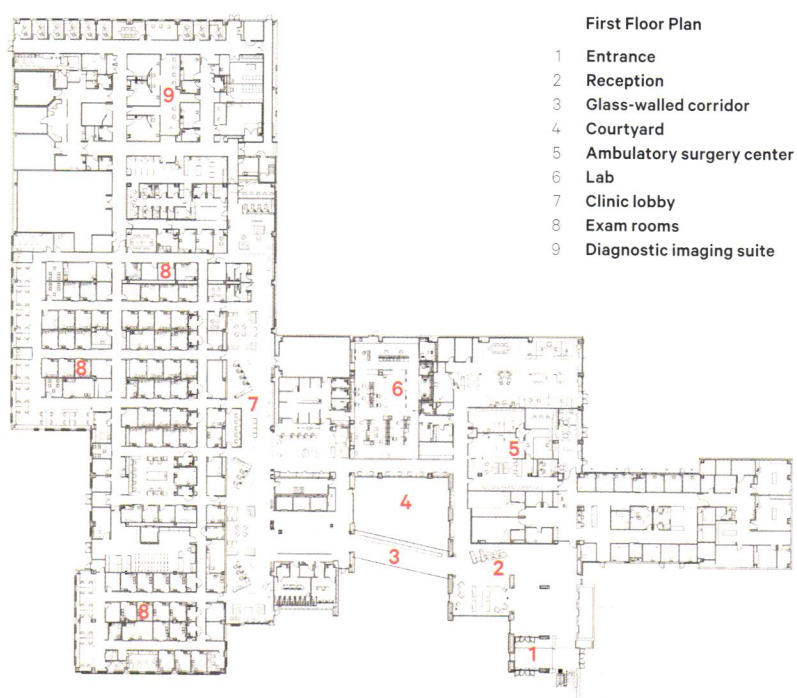 First Floor Plan
1 Entrance
2 Reception
3 Glass-walled corridor
4 Courtyard
5 Ambulatory surgery center
6 Lab
7 Clinic lobby
8 Exam rooms
9 Diagnostic imaging suite
9
8
8
7
6
5
4
3
2
8
1